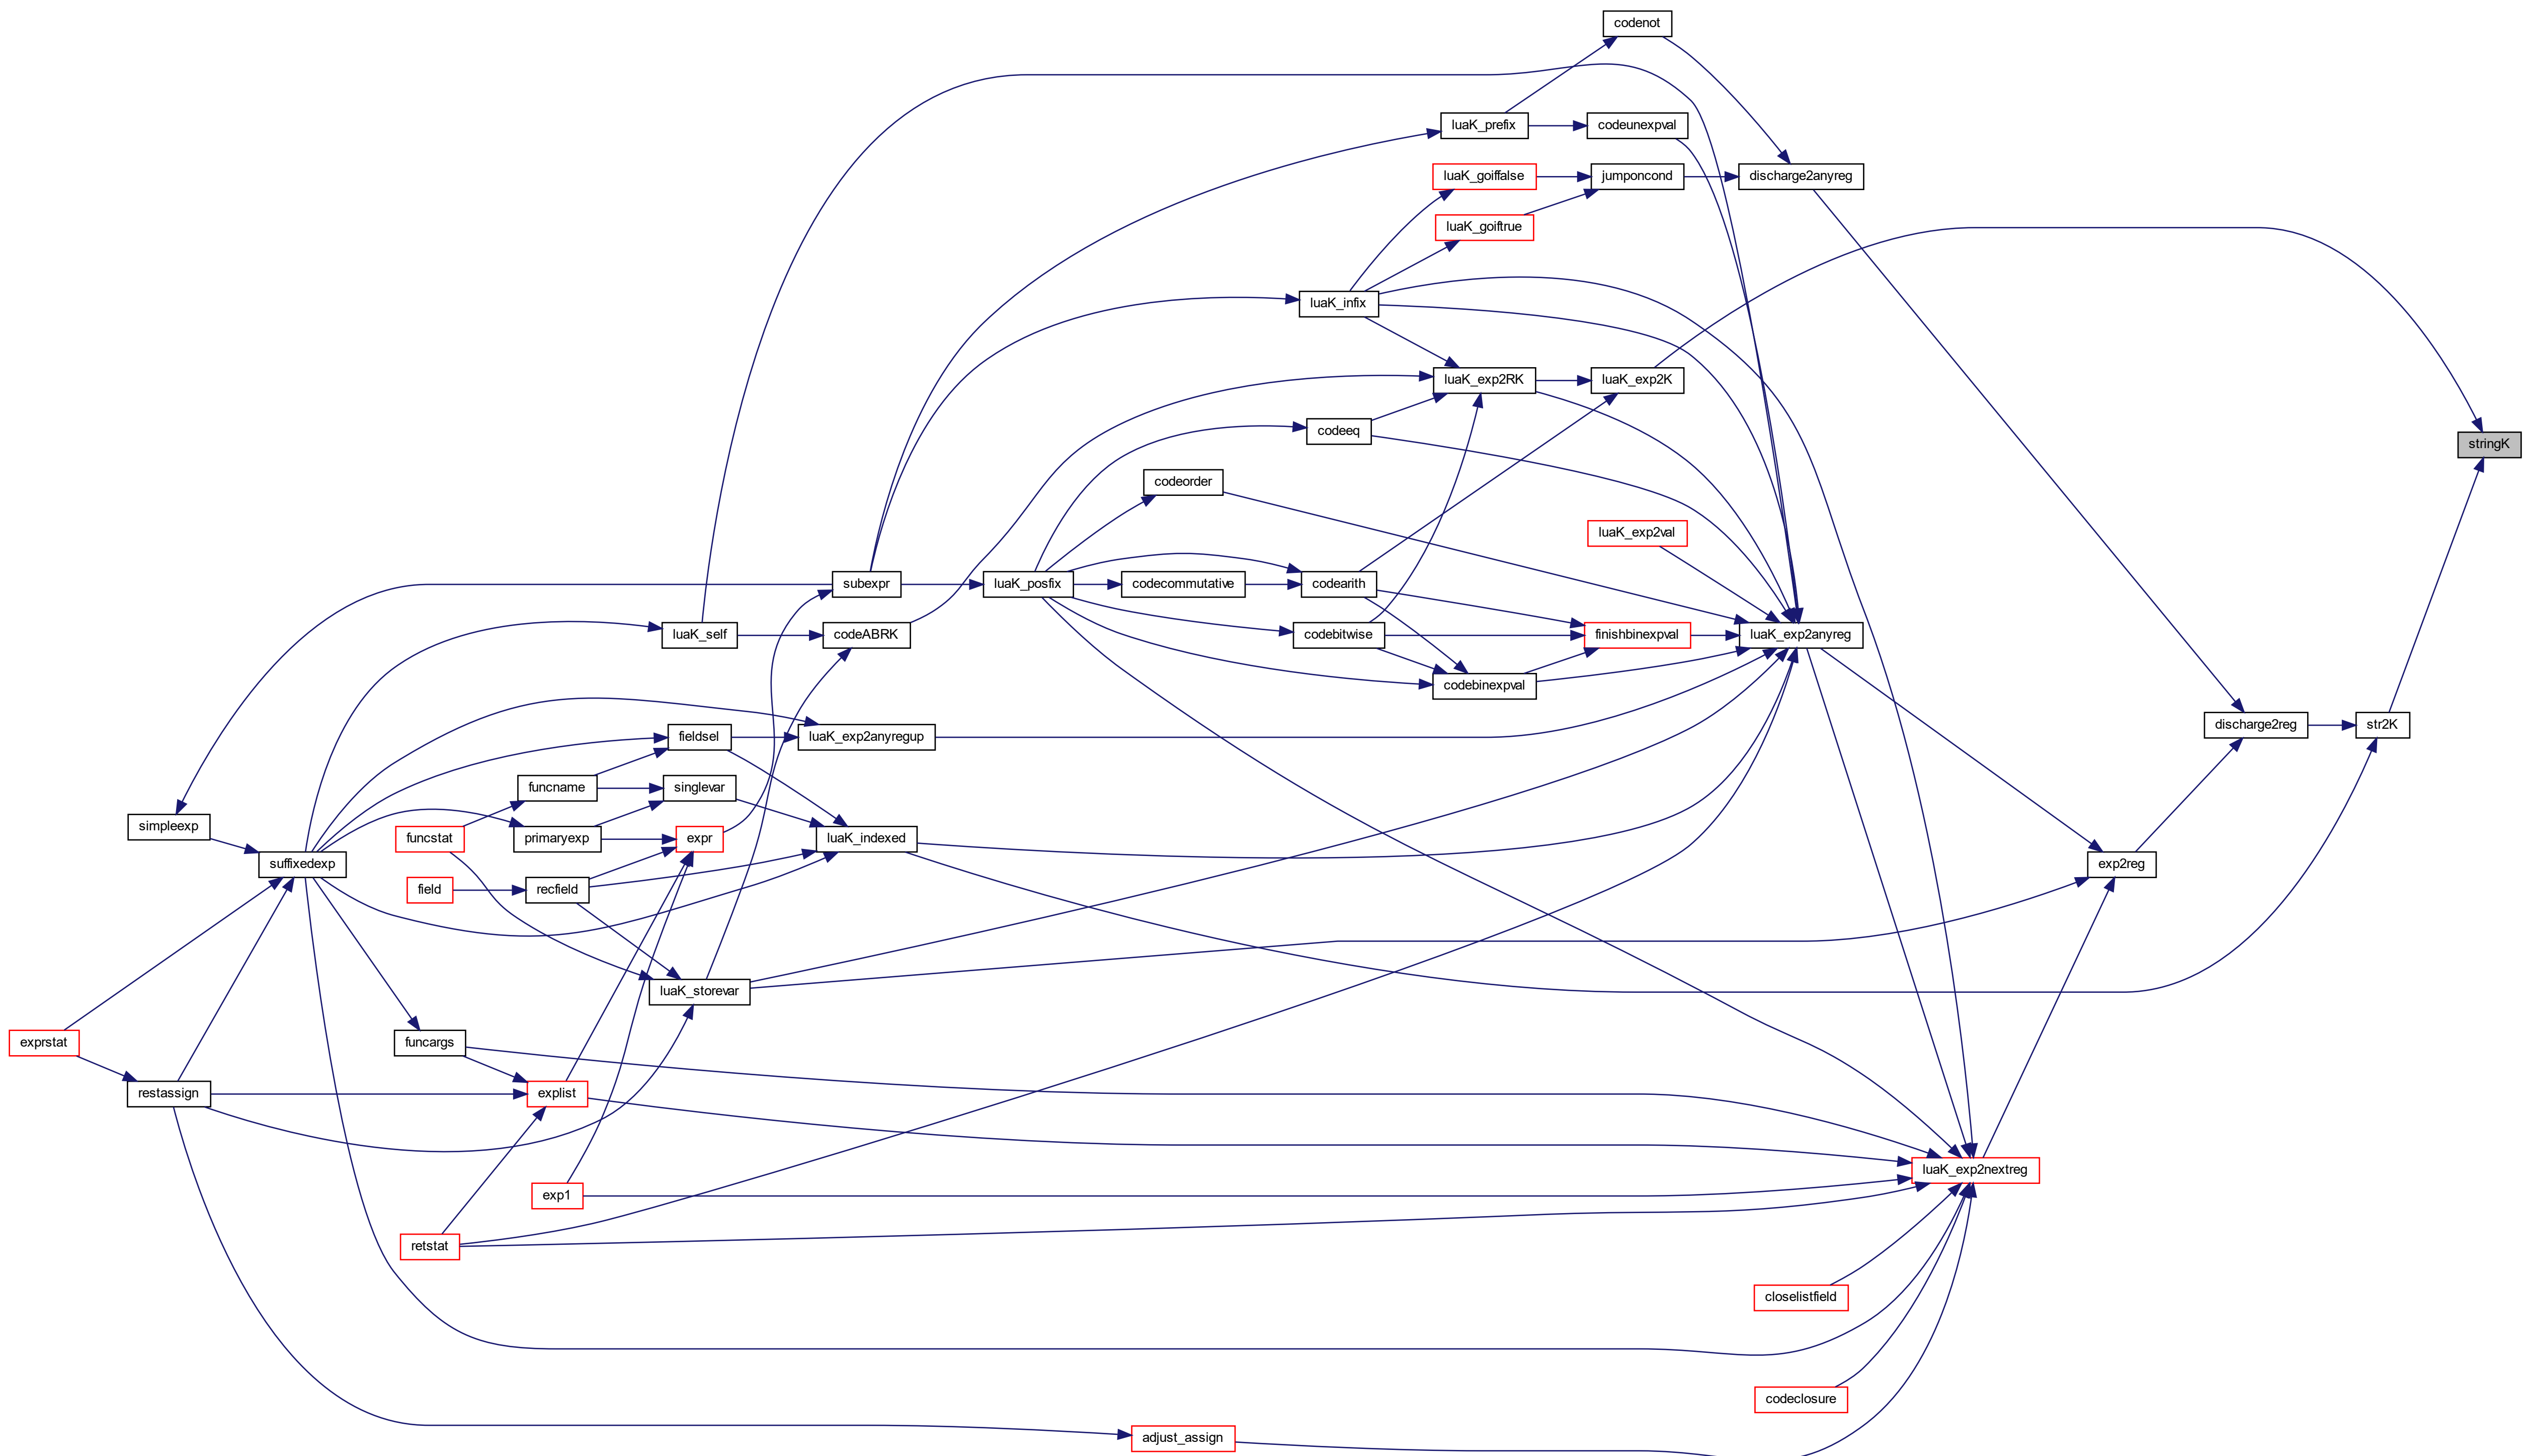 codenot
luaK_prefix
codeunexpval
luaK_goiffalse
jumponcond
discharge2anyreg
luaK_goiftrue
luaK_infix
luaK_exp2RK
luaK_exp2K
codeeq
stringK
codeorder
luaK_exp2val
subexpr
luaK_posfix
codecommutative
codearith
luaK_self
codeABRK
codebitwise
finishbinexpval
luaK_exp2anyreg
codebinexpval
fieldsel
luaK_exp2anyregup
discharge2reg
str2K
funcname
singlevar
simpleexp
funcstat
primaryexp
expr
luaK_indexed
suffixedexp
exp2reg
field
recfield
luaK_storevar
exprstat
funcargs
restassign
explist
luaK_exp2nextreg
exp1
retstat
closelistfield
codeclosure
adjust_assign